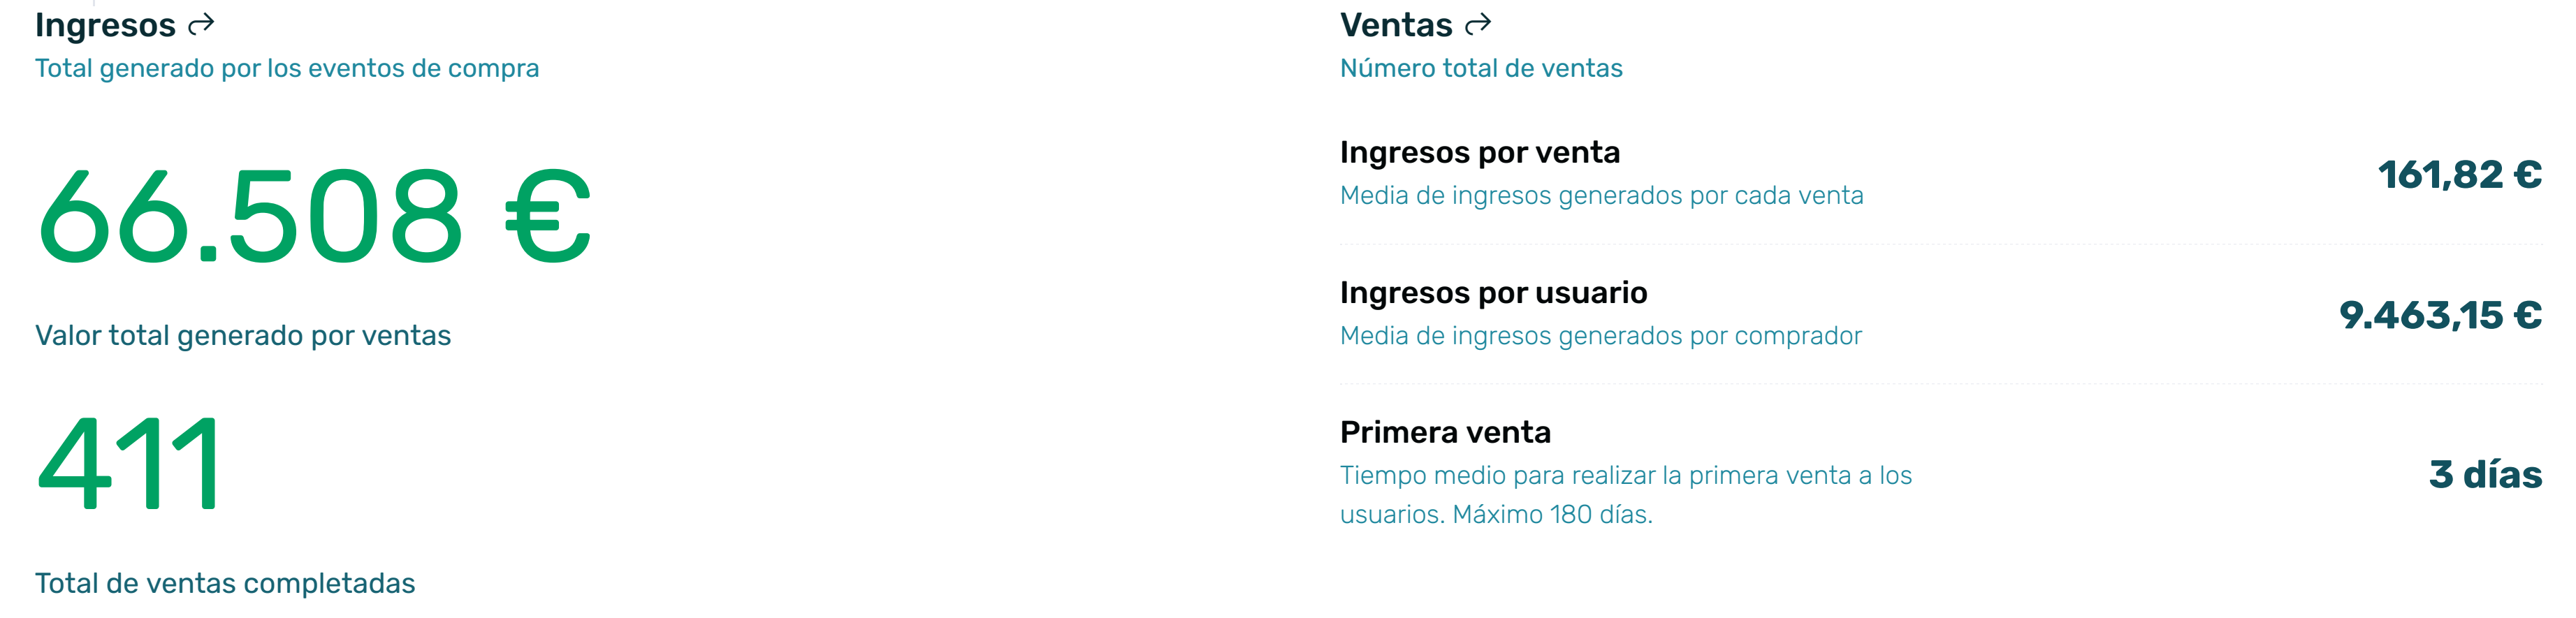 Ingresos
Total generado por los eventos de compra
66.508 €
Valor total generado por ventas
411
Total de ventas completadas
Ventas
Número total de ventas
Ingresos por venta
Media de ingresos generados por cada venta
161,82 €
Ingresos por usuario
Media de ingresos generados por comprador
9.463,15 €
Primera venta
Tiempo medio para realizar la primera venta a los
usuarios. Máximo 180 días.
3 días